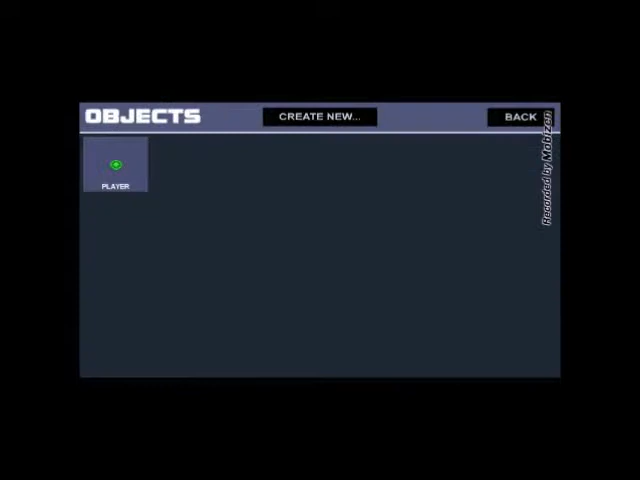 OBJECTS
CREATE NEW...
BACK
PLAYER
Recorded by Mobizen